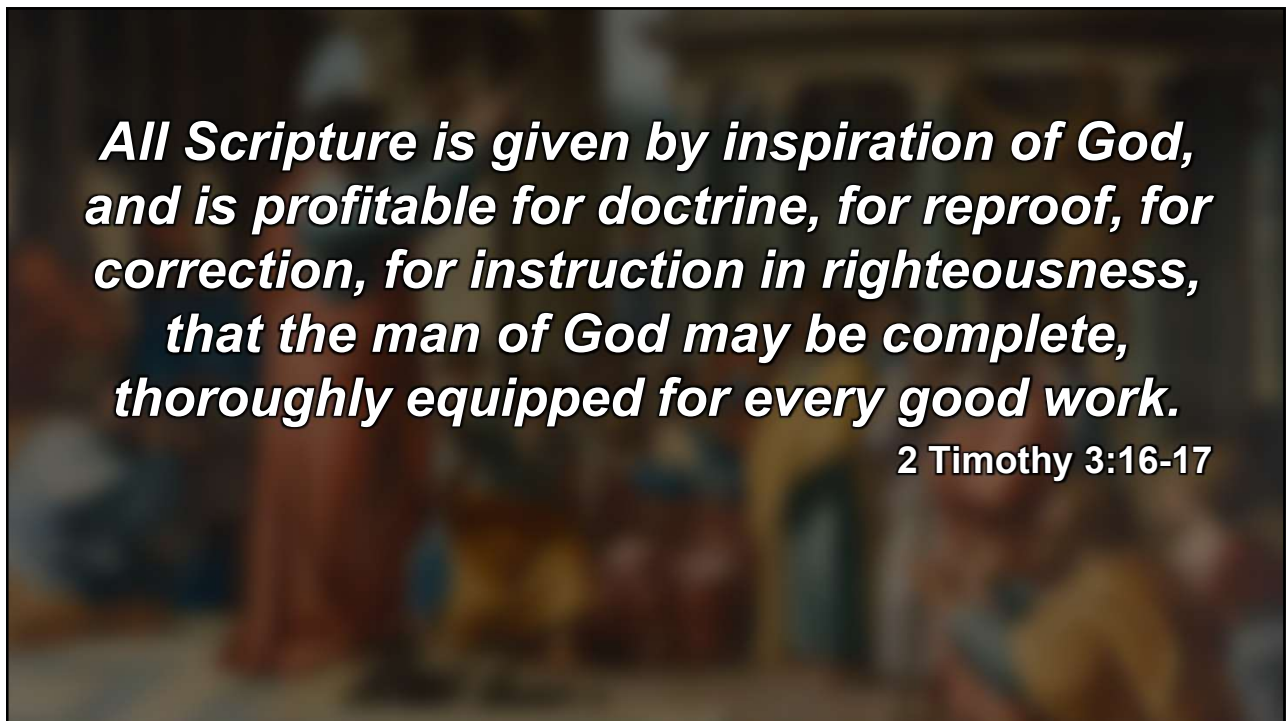 All Scripture is given by inspiration of God,
and is profitable for doctrine, for reproof, for
correction, for instruction in righteousness,
that the man of God may be complete,
thoroughly equipped for every good work.
2 Timothy 3:16-17